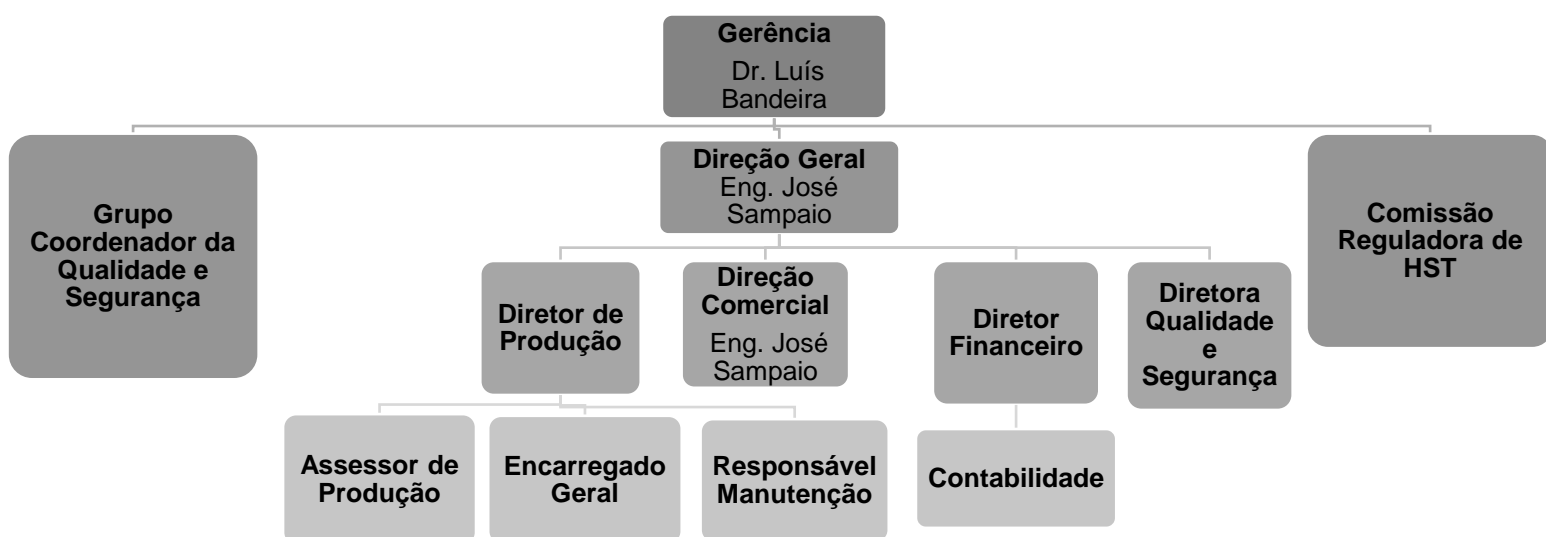 Gerência
Dr. Luís
Bandeira
Grupo
Coordenador da
Qualidade e
Segurança
Direção Geral
Eng. José
Sampaio
Comissão
Reguladora de
HST
Diretor de
Produção
Direção
Comercial
Eng. José
Sampaio
Diretor
Financeiro
Diretora
Qualidade
e
Segurança
Assessor de
Produção
Encarregado
Geral
Responsável
Manutenção
Contabilidade